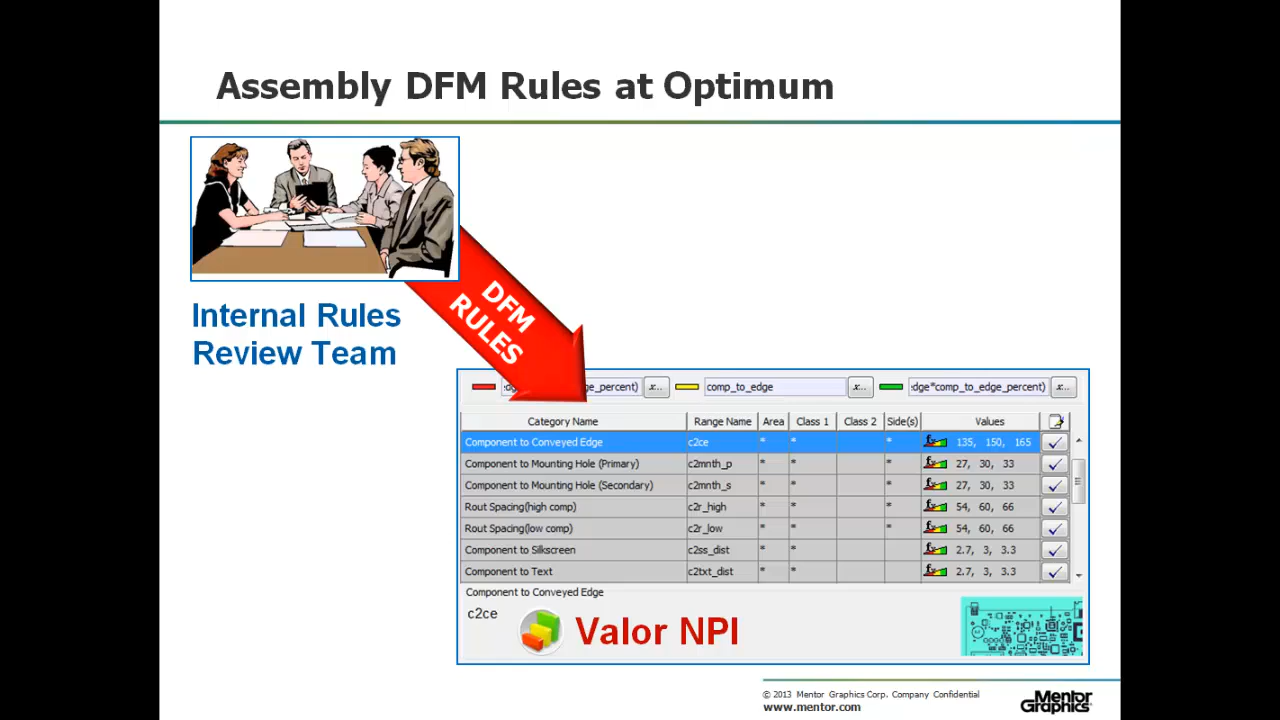 Assembly DFM Rules at Optimum
Internal Rules
Review Team
DFM
RULES
ge_percent) x... comp_to_edge x... :dge*comp_to_edge_percent) x...
Category Name Range Name Area Class 1 Class 2 Side(s) Values
Component to Conveyed Edge c2ce * * * 135, 150, 165
Component to Mounting Hole (Primary) c2mnth_p * * * 27, 30, 33
Component to Mounting Hole (Secondary) c2mnth_s * * * 27, 30, 33
Rout Spacing(high comp) c2r_high * * * 54, 60, 66
Rout Spacing(low comp) c2r_low * * * 54, 60, 66
Component to Silkscreen c2ss_dist * * 2.7, 3, 3.3
Component to Text c2txt_dist * * 2.7, 3, 3.3
Component to Conveyed Edge
c2ce
Valor NPI
© 2013 Mentor Graphics Corp. Company Confidential
www.mentor.com
Mentor
Graphics